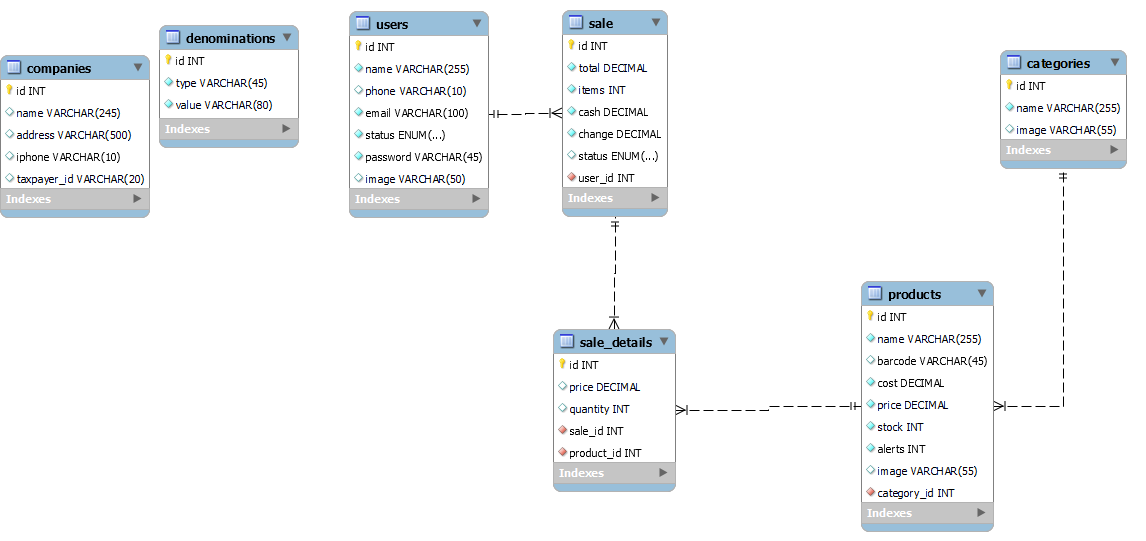 companies
id INT
name VARCHAR(245)
address VARCHAR(500)
iphone VARCHAR(10)
taxpayer_id VARCHAR(20)
Indexes
denominations
id INT
type VARCHAR(45)
value VARCHAR(80)
Indexes
users
id INT
name VARCHAR(255)
phone VARCHAR(10)
email VARCHAR(100)
status ENUM(...)
password VARCHAR(45)
image VARCHAR(50)
Indexes
sale
id INT
total DECIMAL
items INT
cash DECIMAL
change DECIMAL
status ENUM(...)
user_id INT
Indexes
categories
id INT
name VARCHAR(255)
image VARCHAR(55)
Indexes
sale_details
id INT
price DECIMAL
quantity INT
sale_id INT
product_id INT
Indexes
products
id INT
name VARCHAR(255)
barcode VARCHAR(45)
cost DECIMAL
price DECIMAL
stock INT
alerts INT
image VARCHAR(55)
category_id INT
Indexes